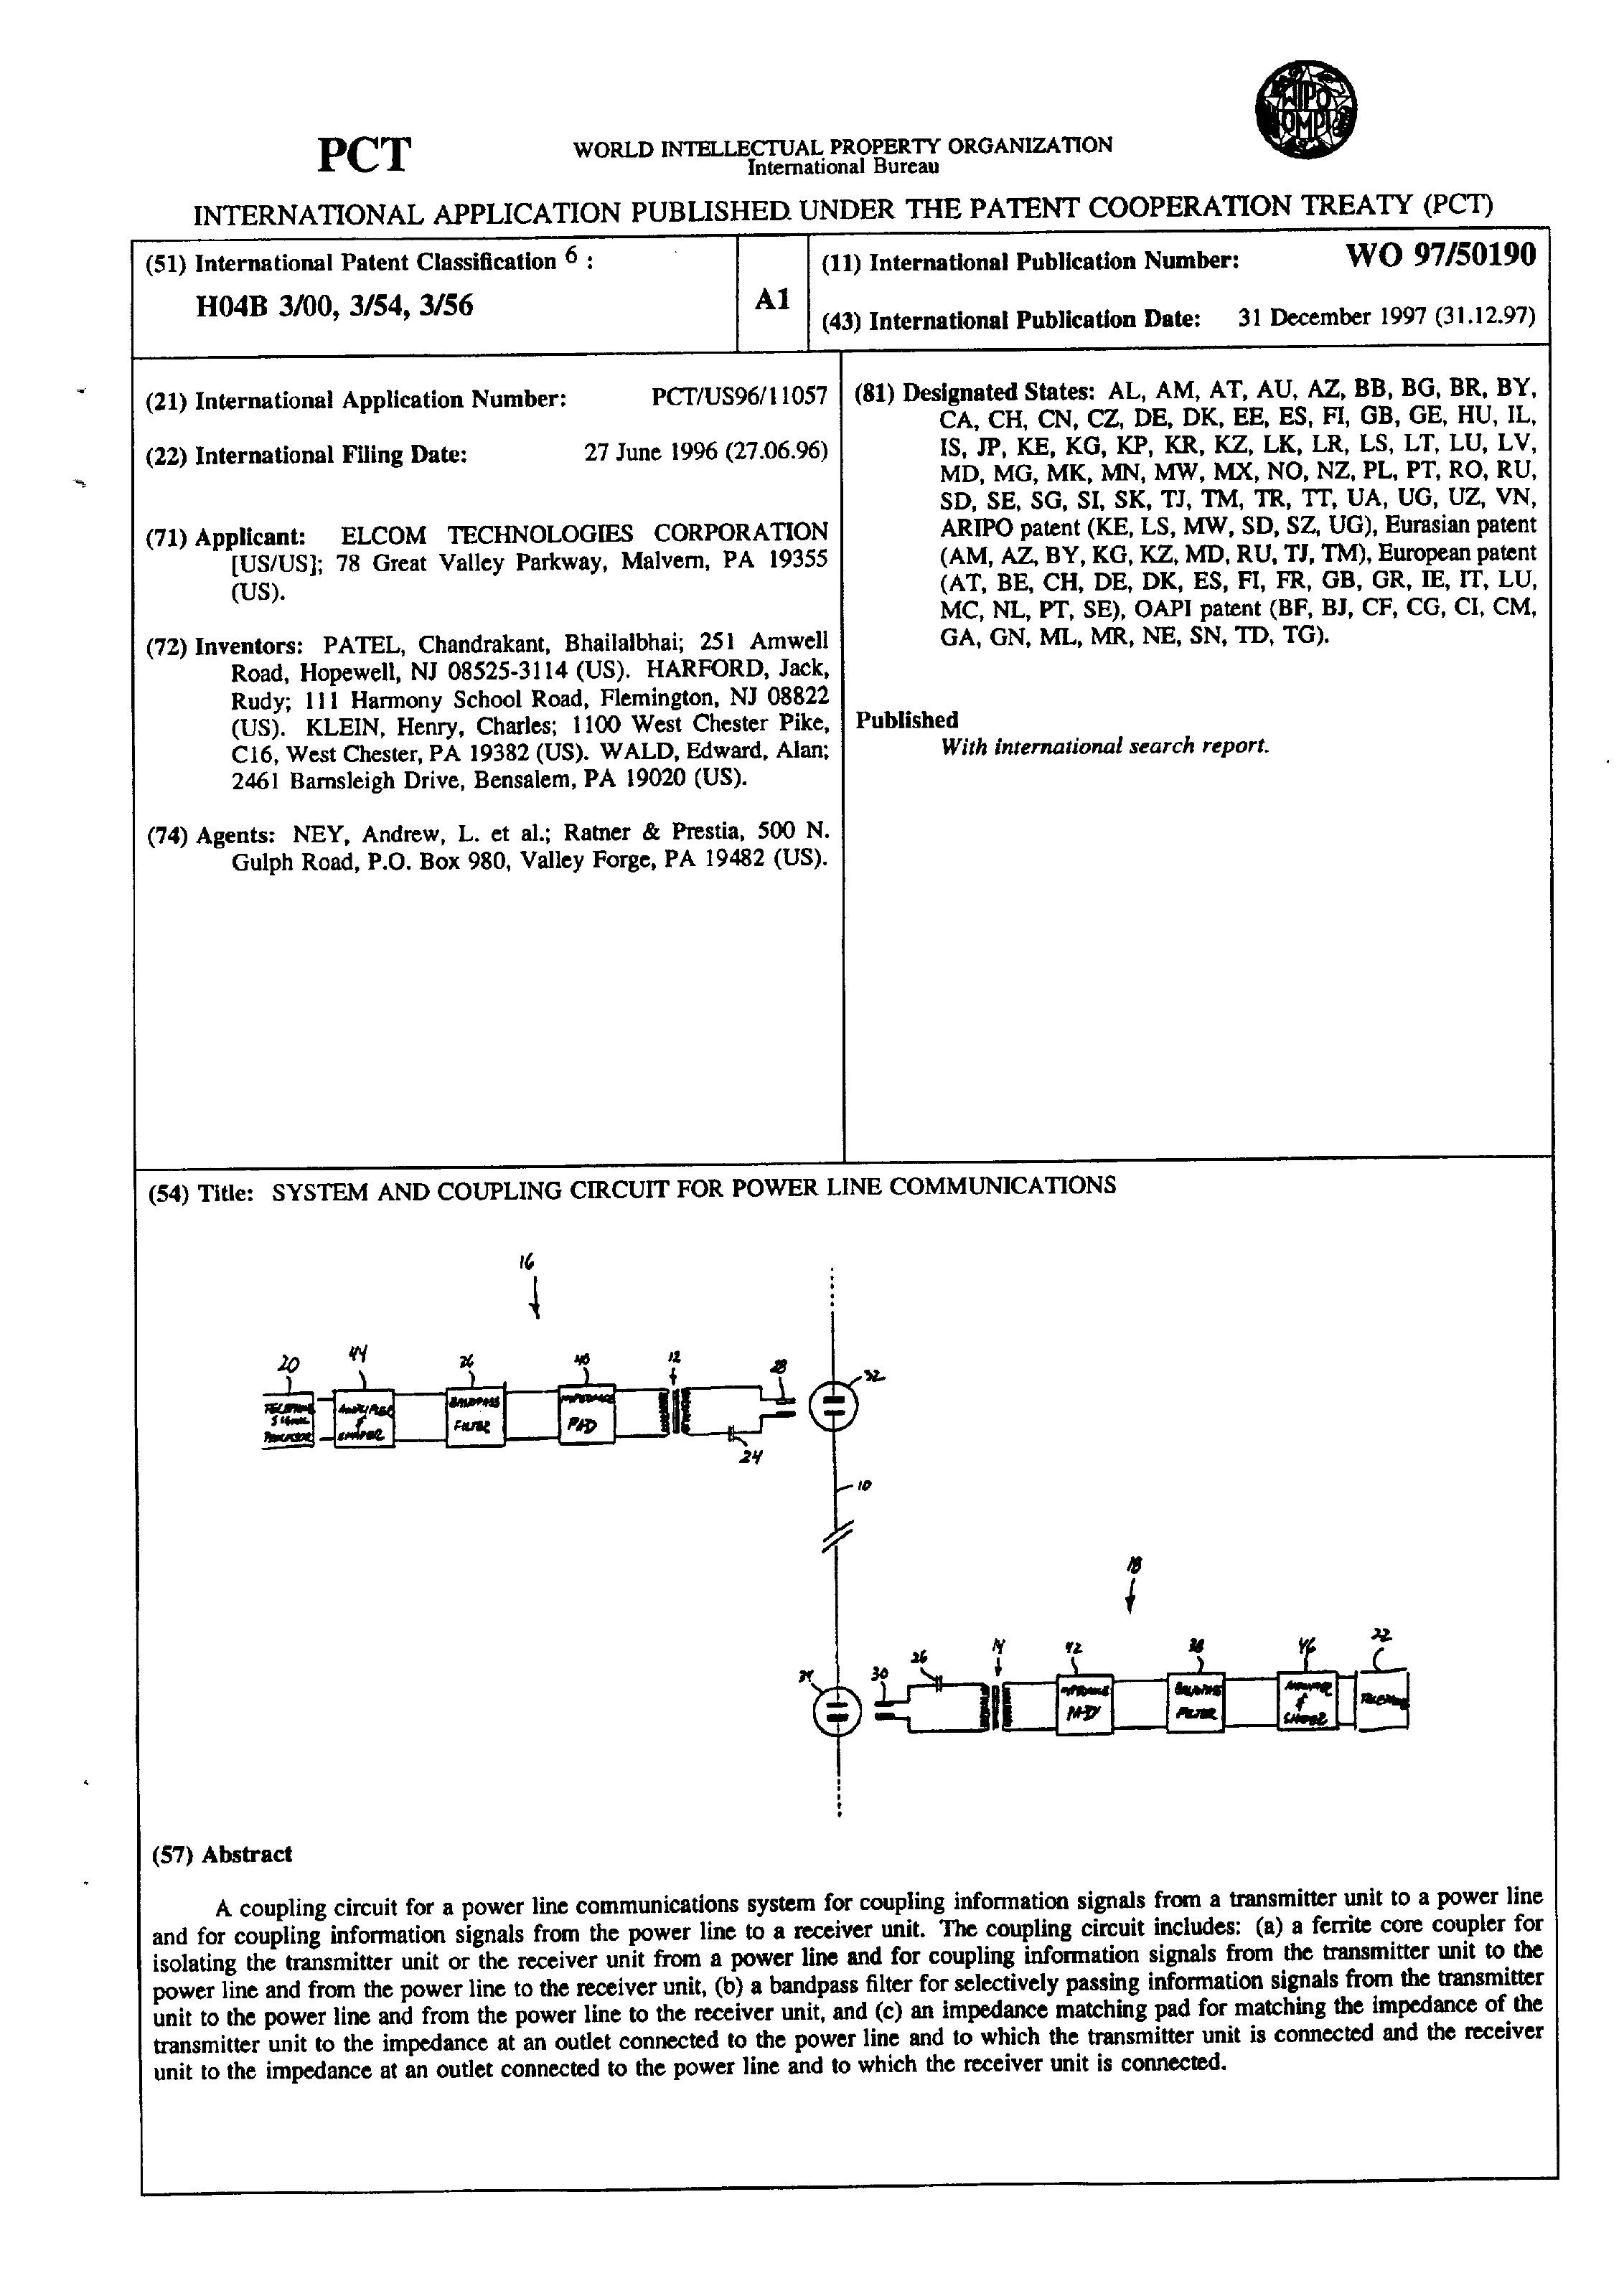 WIPO
OMPI
PCT
WORLD INTELLECTUAL PROPERTY ORGANIZATION
International Bureau
INTERNATIONAL APPLICATION PUBLISHED UNDER THE PATENT COOPERATION TREATY (PCT)
(51) International Patent Classification 6 :
H04B 3/00, 3/54, 3/56
A1
(11) International Publication Number: WO 97/50190
(43) International Publication Date: 31 December 1997 (31.12.97)
(21) International Application Number: PCT/US96/11057
(22) International Filing Date: 27 June 1996 (27.06.96)
(71) Applicant: ELCOM TECHNOLOGIES CORPORATION
[US/US]; 78 Great Valley Parkway, Malvern, PA 19355
(US).
(72) Inventors: PATEL, Chandrakant, Bhailalbhai; 251 Amwell
Road, Hopewell, NJ 08525-3114 (US). HARFORD, Jack,
Rudy; 111 Harmony School Road, Flemington, NJ 08822
(US). KLEIN, Henry, Charles; 1100 West Chester Pike,
C16, West Chester, PA 19382 (US). WALD, Edward, Alan;
2461 Barnsleigh Drive, Bensalem, PA 19020 (US).
(74) Agents: NEY, Andrew, L. et al.; Ratner & Prestia, 500 N.
Gulph Road, P.O. Box 980, Valley Forge, PA 19482 (US).
(81) Designated States: AL, AM, AT, AU, AZ, BB, BG, BR, BY,
CA, CH, CN, CZ, DE, DK, EE, ES, FI, GB, GE, HU, IL,
IS, JP, KE, KG, KP, KR, KZ, LK, LR, LS, LT, LU, LV,
MD, MG, MK, MN, MW, MX, NO, NZ, PL, PT, RO, RU,
SD, SE, SG, SI, SK, TJ, TM, TR, TT, UA, UG, UZ, VN,
ARIPO patent (KE, LS, MW, SD, SZ, UG), Eurasian patent
(AM, AZ, BY, KG, KZ, MD, RU, TJ, TM), European patent
(AT, BE, CH, DE, DK, ES, FI, FR, GB, GR, IE, IT, LU,
MC, NL, PT, SE), OAPI patent (BF, BJ, CF, CG, CI, CM,
GA, GN, ML, MR, NE, SN, TD, TG).
Published
With international search report.
(54) Title: SYSTEM AND COUPLING CIRCUIT FOR POWER LINE COMMUNICATIONS
16
20 44 36 40 12 28 32
BANDPASS
FILTER
IMPEDANCE
PAD
24
10
18
34 30 26 14 42 38 46 22
IMPEDANCE
PAD
BANDPASS
FILTER
(57) Abstract
A coupling circuit for a power line communications system for coupling information signals from a transmitter unit to a power line
and for coupling information signals from the power line to a receiver unit. The coupling circuit includes: (a) a ferrite core coupler for
isolating the transmitter unit or the receiver unit from a power line and for coupling information signals from the transmitter unit to the
power line and from the power line to the receiver unit, (b) a bandpass filter for selectively passing information signals from the transmitter
unit to the power line and from the power line to the receiver unit, and (c) an impedance matching pad for matching the impedance of the
transmitter unit to the impedance at an outlet connected to the power line and to which the transmitter unit is connected and the receiver
unit to the impedance at an outlet connected to the power line and to which the receiver unit is connected.